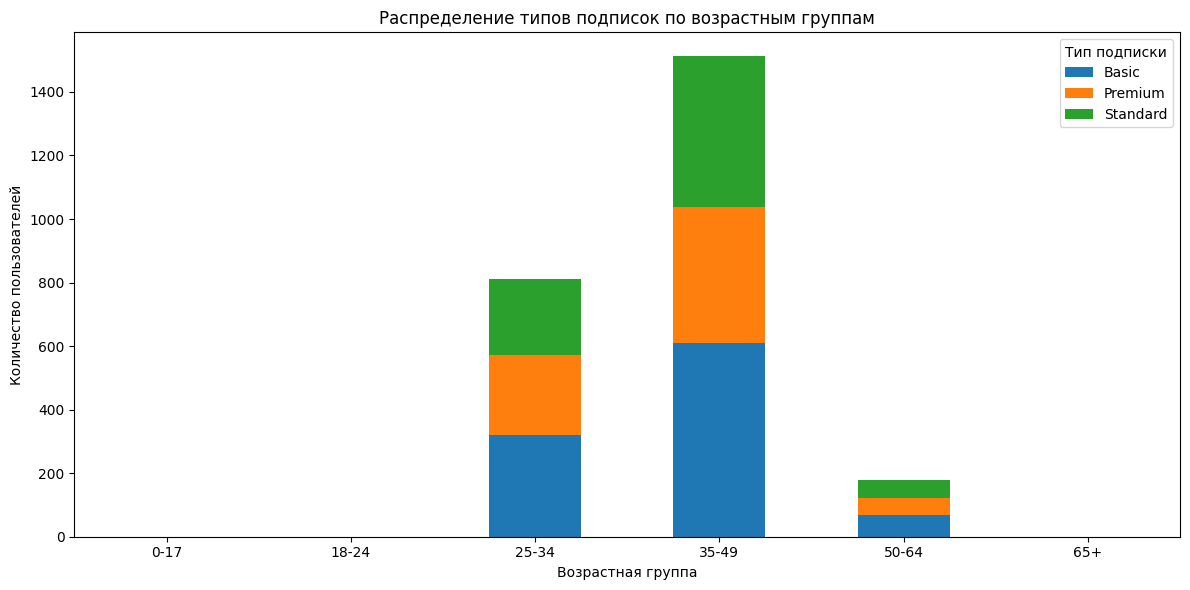 Распределение типов подписок по возрастным группам
Тип подписки
Basic
Premium
Standard
Количество пользователей
1400
1200
1000
800
600
400
200
0
0-17 18-24 25-34 35-49 50-64 65+
Возрастная группа